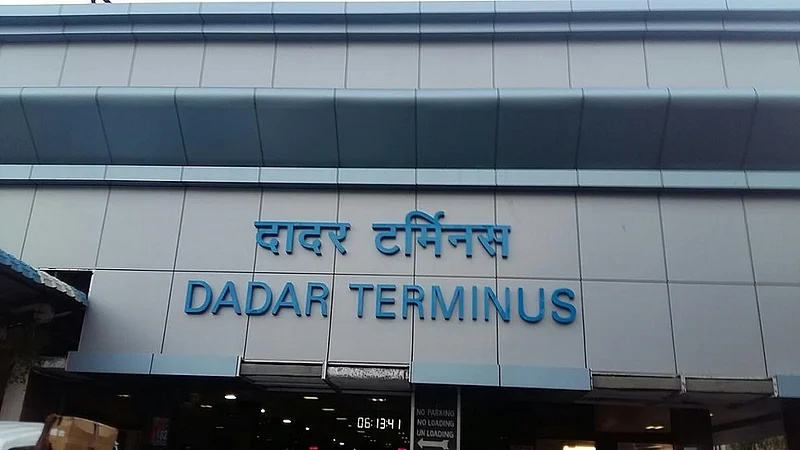 दादर टर्मिनस
DADAR TERMINUS
06:13:41
NO PARKING
NO LOADING
UN LOADING